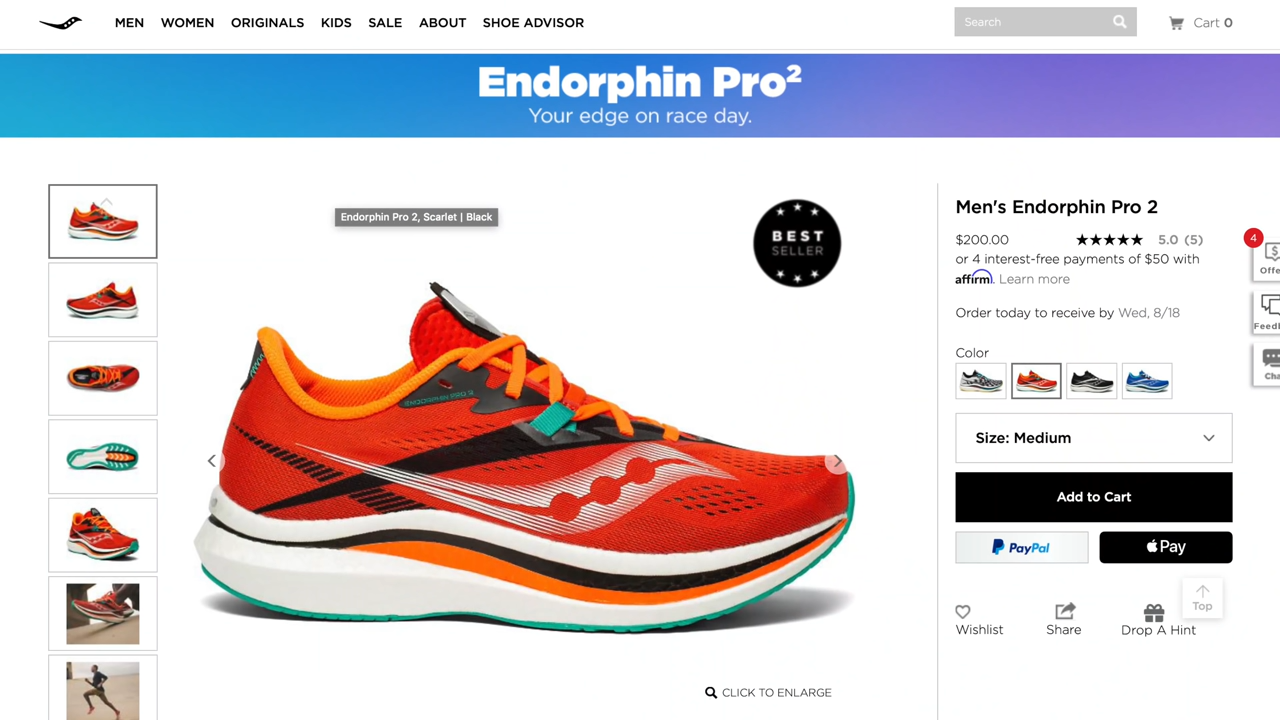 MEN WOMEN ORIGINALS KIDS SALE ABOUT SHOE ADVISOR
Search
Cart 0
Endorphin Pro²
Your edge on race day.
Endorphin Pro 2, Scarlet | Black
BEST
SELLER
ENDORPHIN PRO 2
Men's Endorphin Pro 2
$200.00
5.0 (5)
or 4 interest-free payments of $50 with
affirm. Learn more
Order today to receive by Wed, 8/18
Color
Size: Medium
Add to Cart
PayPal
Pay
Wishlist
Share
Drop A Hint
Top
4
Offe
Feedb
Cha
CLICK TO ENLARGE